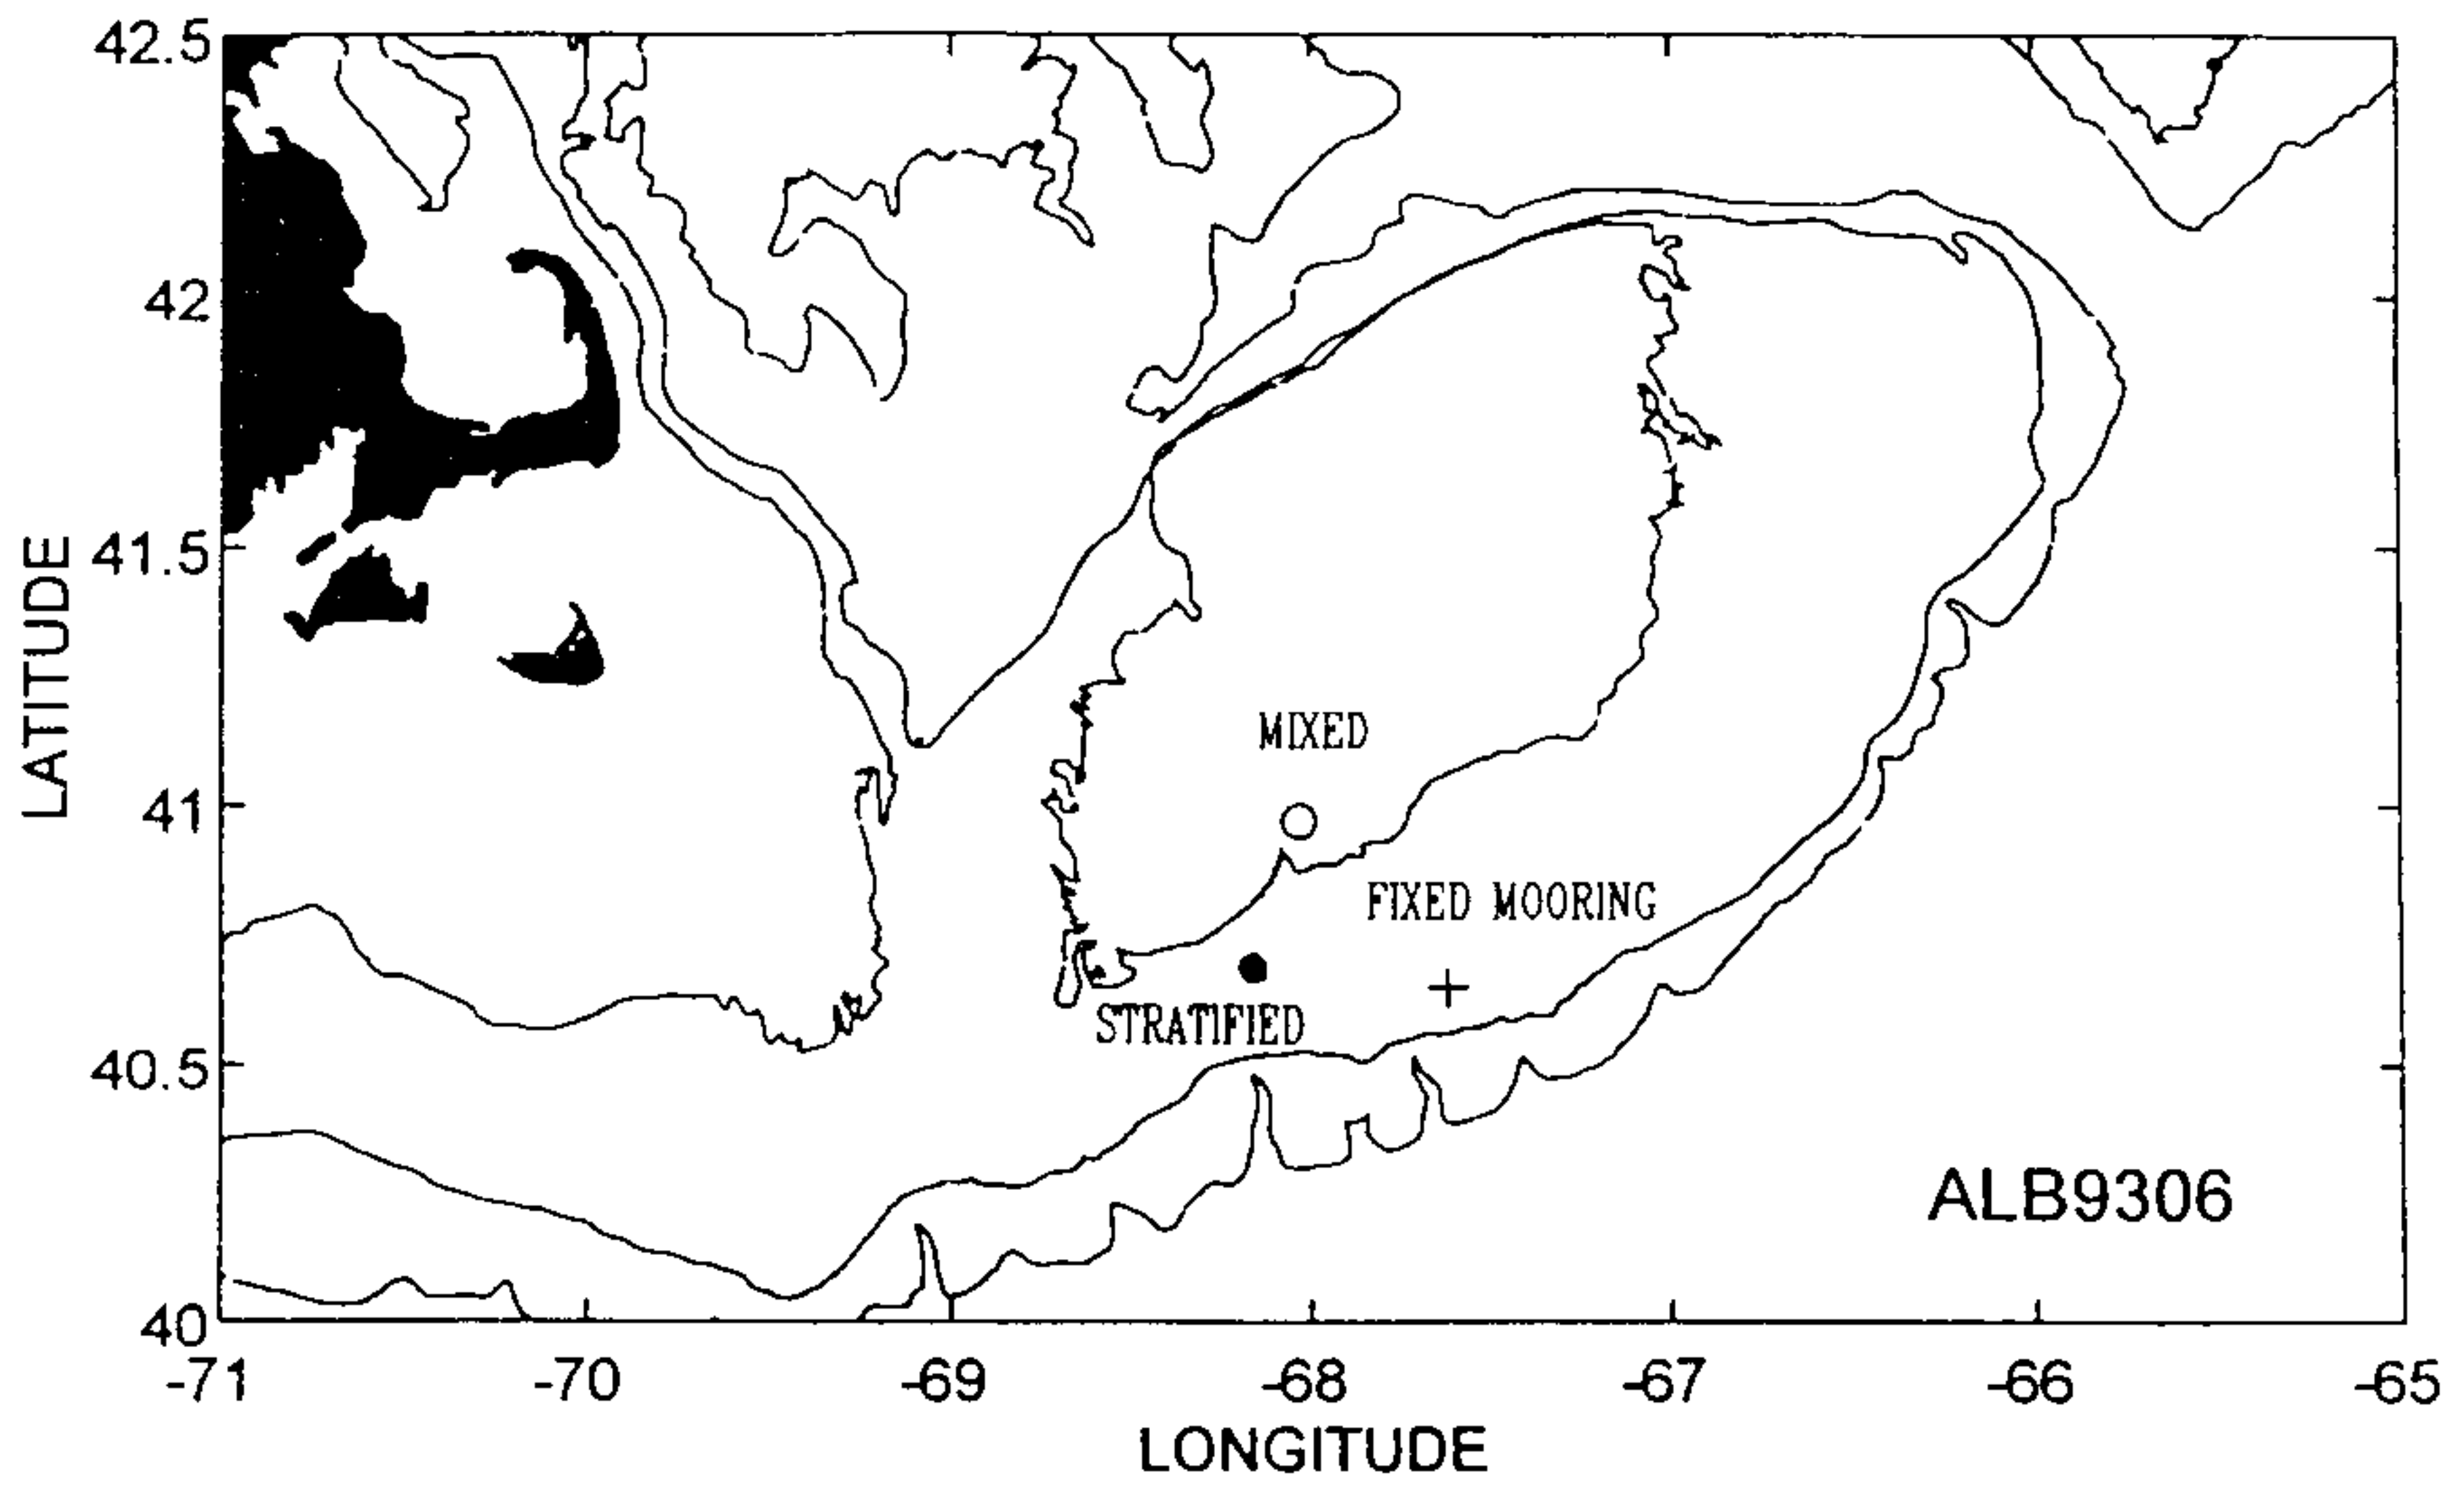 42.5
42
41.5
41
40.5
40
LATITUDE
MIXED
FIXED MOORING
STRATIFIED
ALB9306
-71 -70 -69 -68 -67 -66 -65
LONGITUDE